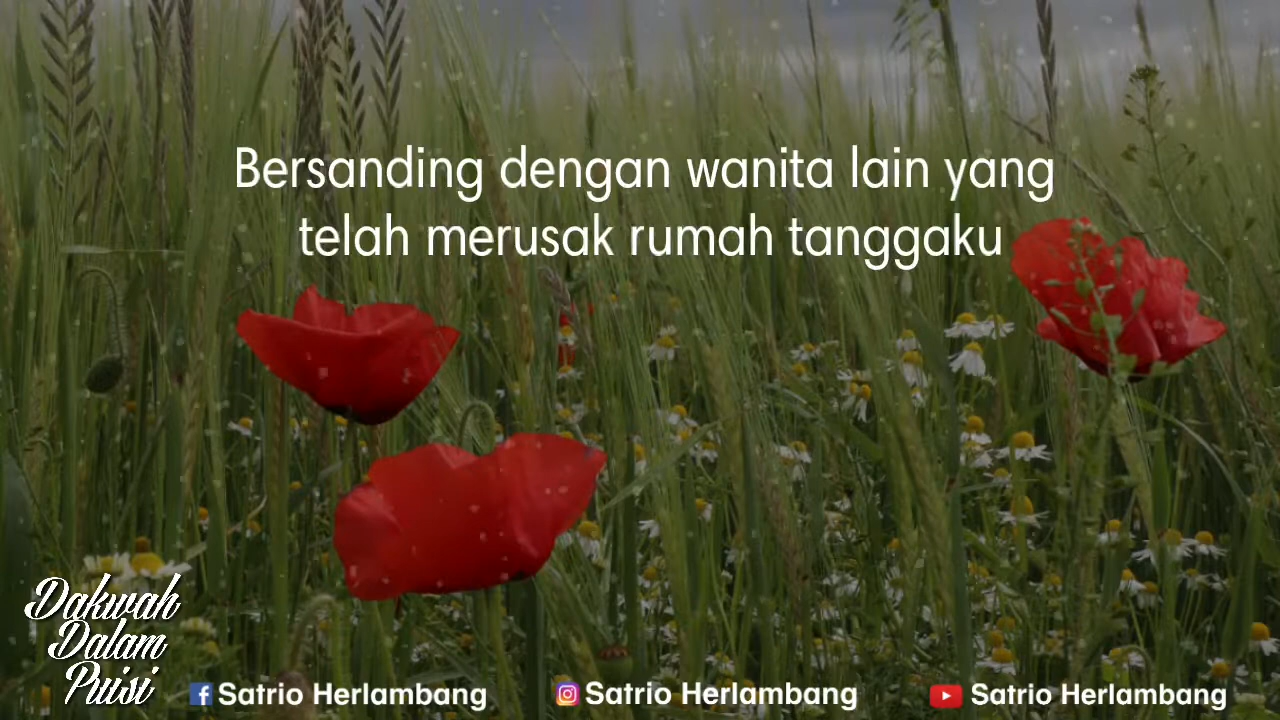 Bersanding dengan wanita lain yang
telah merusak rumah tanggaku
Dakwah
Dalam
Puisi
Satrio Herlambang
Satrio Herlambang
Satrio Herlambang